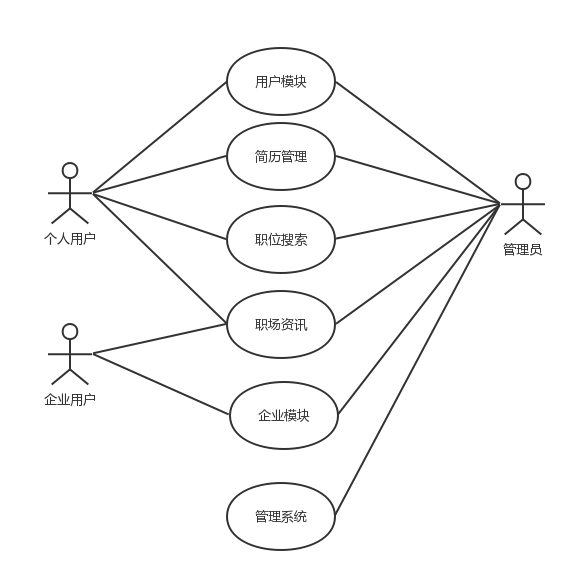 用户模块
简历管理
个人用户
管理员
职位搜索
职场资讯
企业用户
企业模块
管理系统